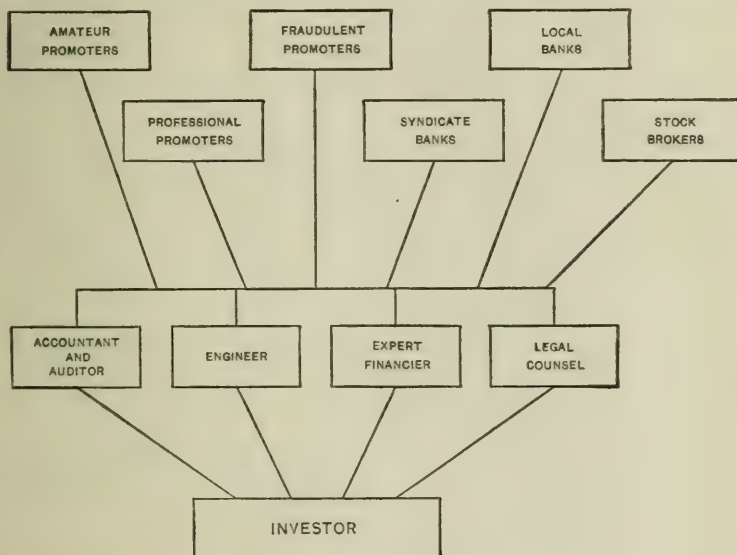 AMATEUR
PROMOTERS
FRAUDULENT
PROMOTERS
LOCAL
BANKS
PROFESSIONAL
PROMOTERS
SYNDICATE
BANKS
STOCK
BROKERS
ACCOUNTANT
AND
AUDITOR
ENGINEER
EXPERT
FINANCIER
LEGAL
COUNSEL
INVESTOR